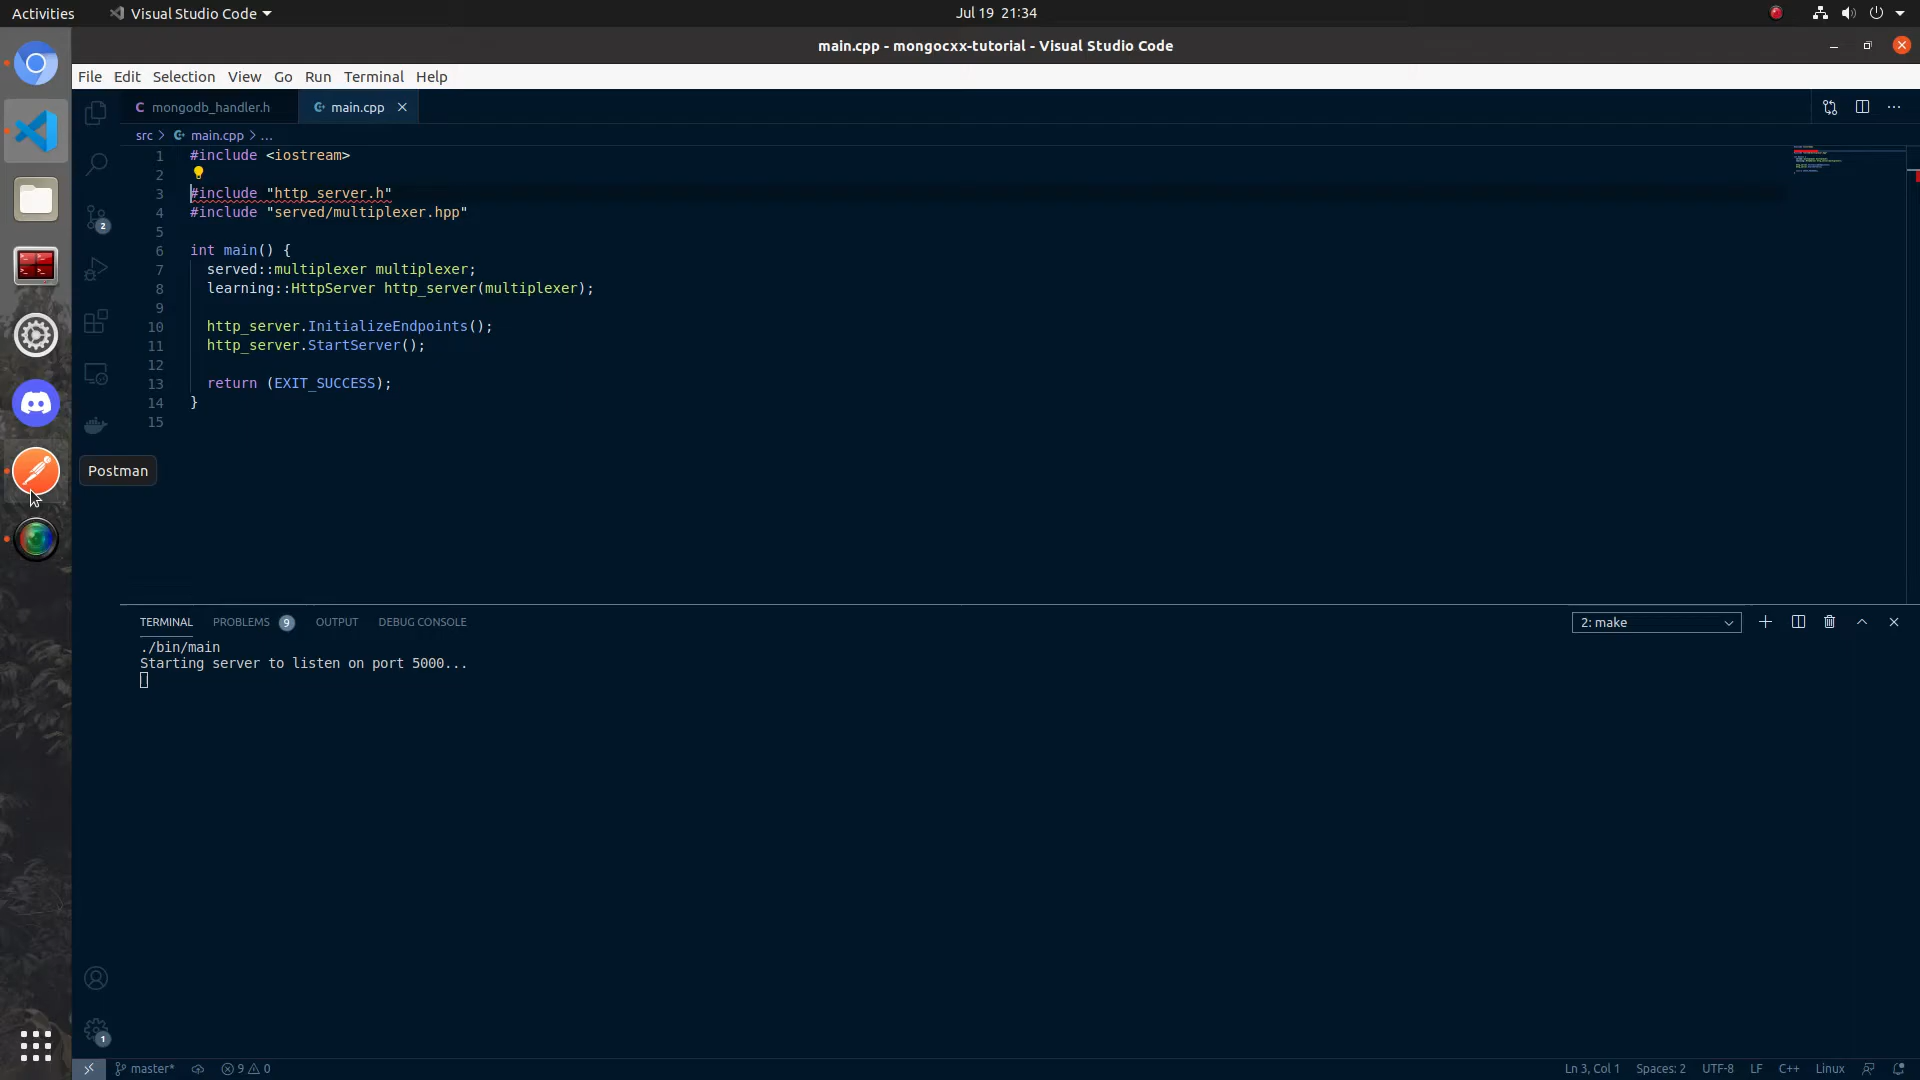 Activities
Visual Studio Code
Jul 19 21:34
main.cpp - mongocxx-tutorial - Visual Studio Code
File Edit Selection View Go Run Terminal Help
mongodb_handler.h
main.cpp
src > main.cpp > ...
1 #include <iostream>
2
3 #include "http_server.h"
4 #include "served/multiplexer.hpp"
5
6 int main() {
7 served::multiplexer multiplexer;
8 learning::HttpServer http_server(multiplexer);
9
10 http_server.InitializeEndpoints();
11 http_server.StartServer();
12
13 return (EXIT_SUCCESS);
14 }
15
2
Postman
TERMINAL PROBLEMS 9 OUTPUT DEBUG CONSOLE
2: make
./bin/main
Starting server to listen on port 5000...
1
master* 9 0
Ln 3, Col 1 Spaces: 2 UTF-8 LF C++ Linux